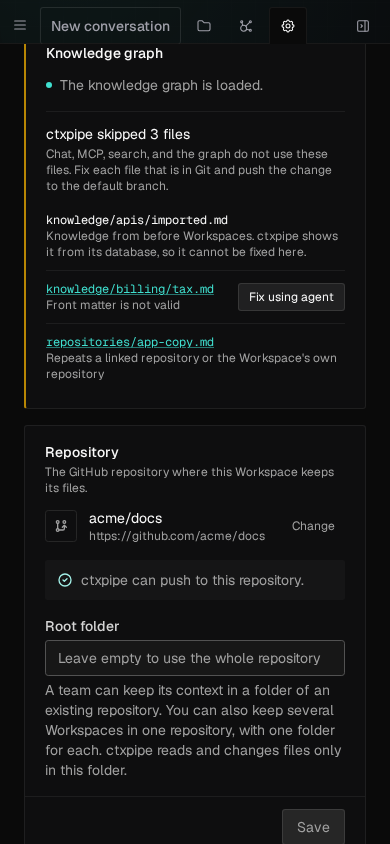 New conversation
Knowledge graph
The knowledge graph is loaded.
ctxpipe skipped 3 files
Chat, MCP, search, and the graph do not use these
files. Fix each file that is in Git and push the change
to the default branch.
knowledge/apis/imported.md
Knowledge from before Workspaces. ctxpipe shows
it from its database, so it cannot be fixed here.
knowledge/billing/tax.md
Front matter is not valid
Fix using agent
repositories/app-copy.md
Repeats a linked repository or the Workspace's own
repository
Repository
The GitHub repository where this Workspace keeps
its files.
acme/docs
https://github.com/acme/docs
Change
ctxpipe can push to this repository.
Root folder
Leave empty to use the whole repository
A team can keep its context in a folder of an
existing repository. You can also keep several
Workspaces in one repository, with one folder
for each. ctxpipe reads and changes files only
in this folder.
Save